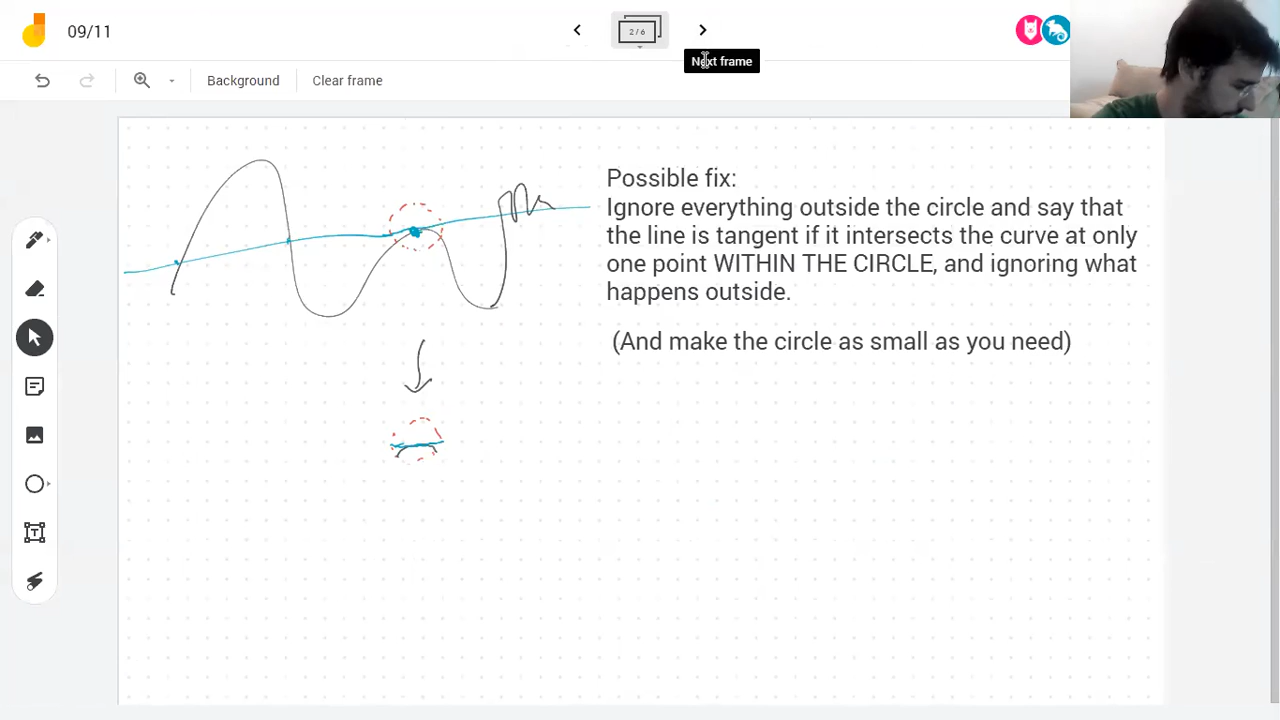 09/11
2 / 6
Next frame
Background
Clear frame
Possible fix:
Ignore everything outside the circle and say that
the line is tangent if it intersects the curve at only
one point WITHIN THE CIRCLE, and ignoring what
happens outside.
(And make the circle as small as you need)